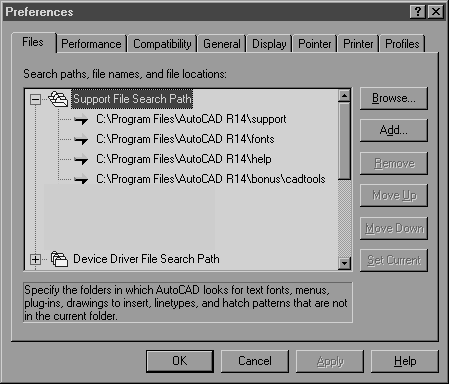 Preferences
Files Performance Compatibility General Display Pointer Printer Profiles
Search paths, file names, and file locations:
Support File Search Path
C:\Program Files\AutoCAD R14\support
C:\Program Files\AutoCAD R14\fonts
C:\Program Files\AutoCAD R14\help
C:\Program Files\AutoCAD R14\bonus\cadtools
Device Driver File Search Path
Browse...
Add...
Remove
Move Up
Move Down
Set Current
Specify the folders in which AutoCAD looks for text fonts, menus,
plug-ins, drawings to insert, linetypes, and hatch patterns that are not
in the current folder.
OK Cancel Apply Help